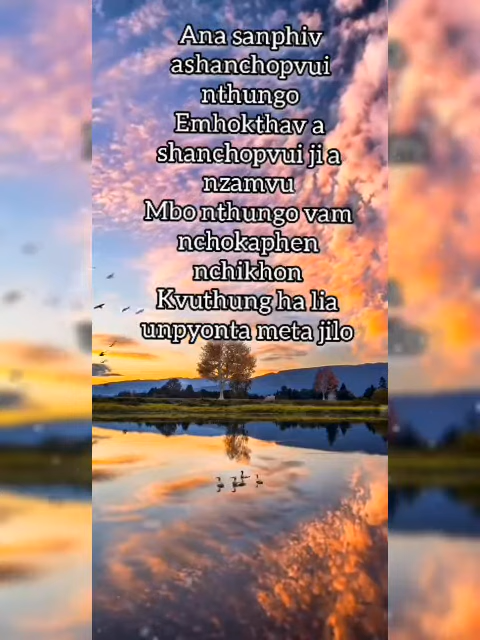 Ana sanphiv
ashanchopvui
nthungo
Emhokthav a
shanchopvui ji a
nzamvu
Mbo nthungo vam
nchokaphen
nchikhon
Kvuthung ha lia
unpyonta meta jilo